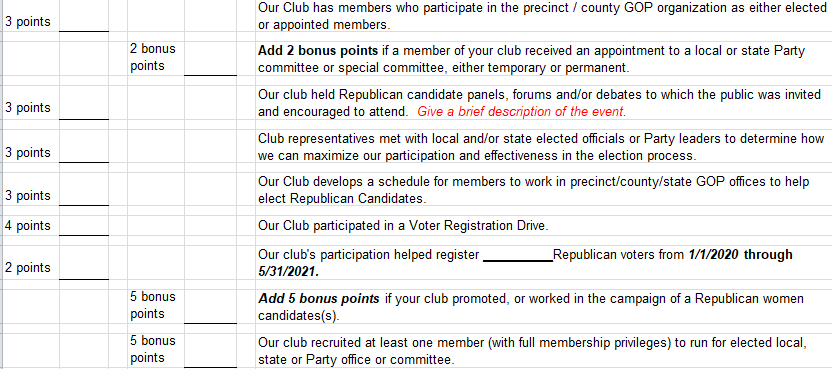 Our Club has members who participate in the precinct / county GOP organization as either elected
3 points ______ or appointed members.
2 bonus Add 2 bonus points if a member of your club received an appointment to a local or state Party
points ______ committee or special committee, either temporary or permanent.
Our club held Republican candidate panels, forums and/or debates to which the public was invited
3 points ______ and encouraged to attend. Give a brief description of the event.
Club representatives met with local and/or state elected officials or Party leaders to determine how
3 points ______ we can maximize our participation and effectiveness in the election process.
Our Club develops a schedule for members to work in precinct/county/state GOP offices to help
3 points ______ elect Republican Candidates.
4 points ______ Our Club participated in a Voter Registration Drive.
Our club's participation helped register __________Republican voters from 1/1/2020 through
2 points ______ 5/31/2021.
5 bonus Add 5 bonus points if your club promoted, or worked in the campaign of a Republican women
points ______ candidates(s).
5 bonus Our club recruited at least one member (with full membership privileges) to run for elected local,
points ______ state or Party office or committee.